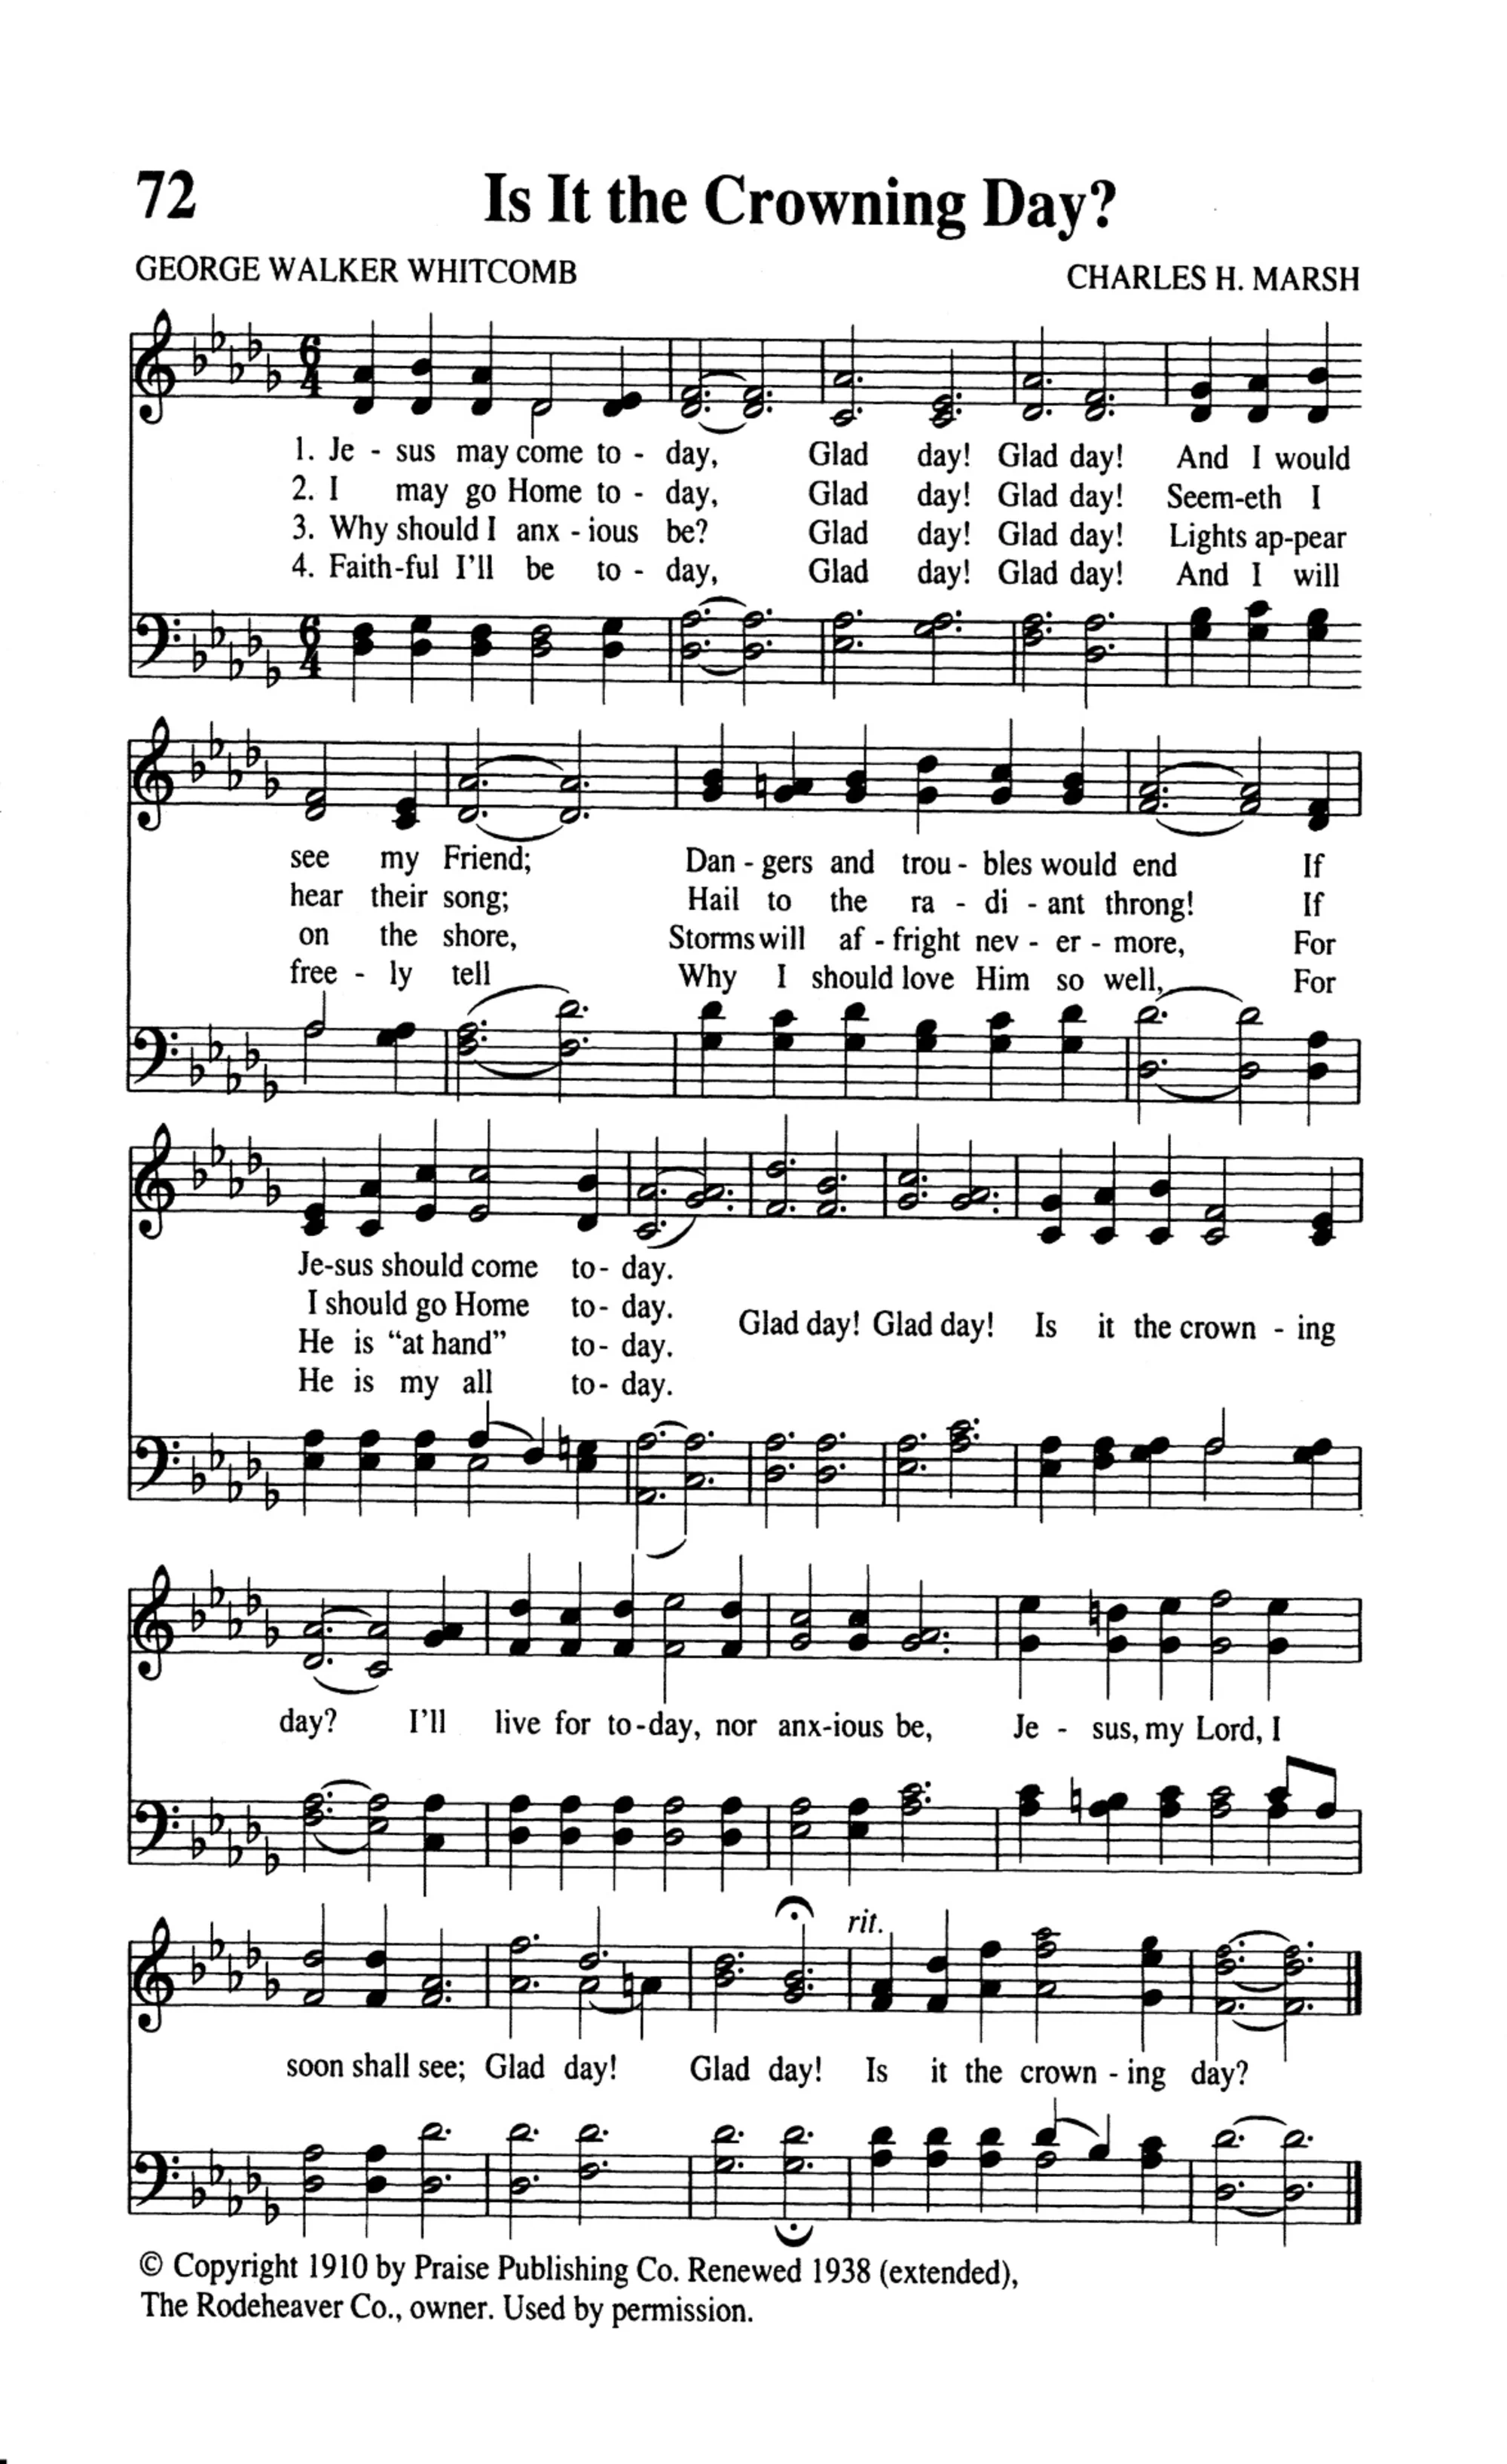 72 Is It the Crowning Day?
GEORGE WALKER WHITCOMB CHARLES H. MARSH
6 4
1. Je - sus may come to - day, Glad day! Glad day! And I would
2. I may go Home to - day, Glad day! Glad day! Seem-eth I
3. Why should I anx - ious be? Glad day! Glad day! Lights ap-pear
4. Faith-ful I'll be to - day, Glad day! Glad day! And I will
6 4
see my Friend; Dan - gers and trou - bles would end If
hear their song; Hail to the ra - di - ant throng! If
on the shore, Storms will af - fright nev - er - more, For
free - ly tell Why I should love Him so well, For
Je-sus should come to- day.
I should go Home to- day.
He is “at hand” to- day.
He is my all to- day.
Glad day! Glad day! Is it the crown - ing
day? I'll live for to-day, nor anx-ious be, Je - sus, my Lord, I
rit.
soon shall see; Glad day! Glad day! Is it the crown - ing day?
© Copyright 1910 by Praise Publishing Co. Renewed 1938 (extended),
The Rodeheaver Co., owner. Used by permission.